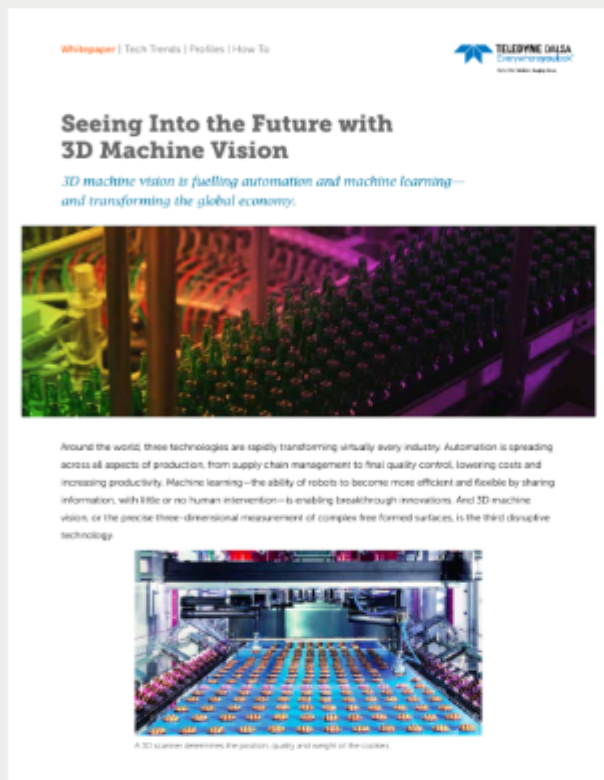 Whitepaper | Tech Trends | Profiles | How To
TELEDYNE DALSA
Everywhereyoulook
Seeing Into the Future with
3D Machine Vision
3D machine vision is fuelling automation and machine learning—
and transforming the global economy.
Around the world, three technologies are rapidly transforming virtually every industry. Automation is spreading
across all aspects of production, from supply chain management to final quality control, lowering costs and
increasing productivity. Machine learning—the ability of robots to become more efficient and flexible by sharing
information, with little or no human intervention—is enabling breakthrough innovations. And 3D machine
vision, or the precise three-dimensional measurement of complex free formed surfaces, is the third disruptive
technology.
A 3D scanner determines the position, quality and weight of the cookies.